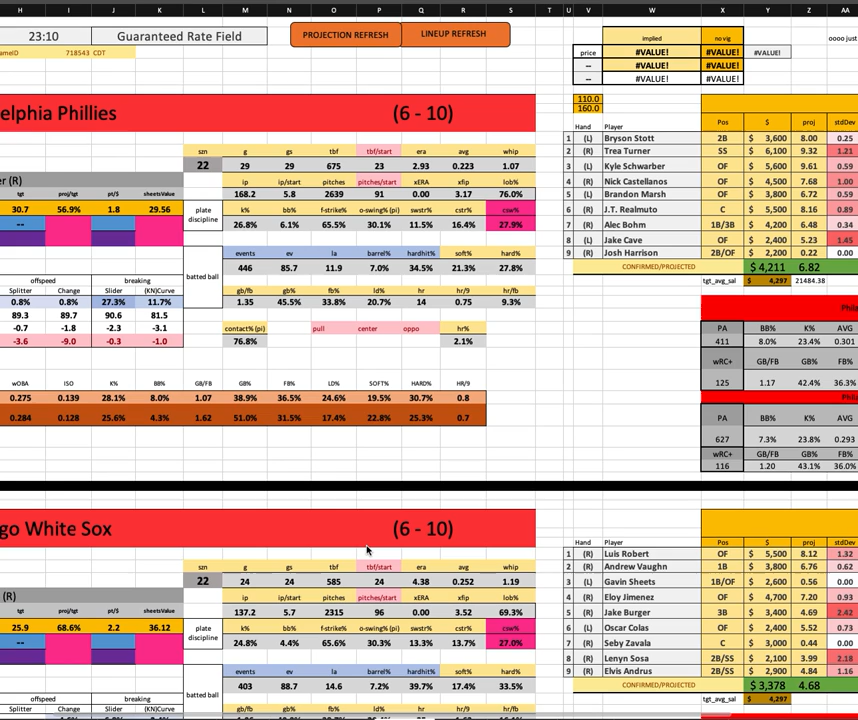 H I J K L M N O P Q R S T U V W X Y Z AA
23:10 Guaranteed Rate Field PROJECTION REFRESH LINEUP REFRESH implied no vig oooo just
ameID 718543 CDT price #VALUE! #VALUE! #VALUE!
-- #VALUE! #VALUE!
-- #VALUE! #VALUE!
elphia Phillies (6 - 10) 110.0
160.0
Hand Player Pos $ proj stdDev
1 (L) Bryson Stott 2B $ 3,600 8.00 0.25
szn g gs tbf tbf/start era avg whip 2 (R) Trea Turner SS $ 6,100 9.32 1.21
22 29 29 675 23 2.93 0.223 1.07 3 (L) Kyle Schwarber OF $ 5,600 9.61 0.59
er (R) ip ip/start pitches pitches/start xERA xfip lob% 4 (R) Nick Castellanos OF $ 4,500 7.68 1.00
tgt proj/tgt pt/$ sheetsValue 168.2 5.8 2639 91 0.00 3.17 76.0% 5 (L) Brandon Marsh OF $ 3,800 6.72 0.59
30.7 56.9% 1.8 29.56 plate discipline k% bb% f-strike% o-swing% (pi) swstr% cstr% csw% 6 (R) J.T. Realmuto C $ 5,500 8.16 0.89
-- 26.8% 6.1% 65.5% 30.1% 11.5% 16.4% 27.9% 7 (R) Alec Bohm 1B/3B $ 4,200 6.48 0.34
8 (L) Jake Cave OF $ 2,400 5.23 1.45
events ev la barrel% hardhit% soft% hard% 9 (R) Josh Harrison 2B/OF $ 2,200 0.22 0.00
batted ball 446 85.7 11.9 7.0% 34.5% 21.3% 27.8% CONFIRMED/PROJECTED $ 4,211 6.82
offspeed breaking tgt_avg_sal $ 4,297 21484.38
Splitter Change Slider (KN)Curve gb/fb gb% fb% ld% hr hr/9 hr/fb
0.8% 0.8% 27.3% 11.7% 1.35 45.5% 33.8% 20.7% 14 0.75 9.3% Phila
89.3 89.7 90.6 81.5
-0.7 -1.8 -2.3 -3.1 contact% (pi) pull center oppo hr% PA BB% K% AVG
-3.6 -9.0 -0.3 -1.0 76.8% 2.1% 411 8.0% 23.4% 0.301
wRC+ GB/FB GB% FB%
wOBA ISO K% BB% GB/FB GB% FB% LD% SOFT% HARD% HR/9 125 1.17 42.4% 36.3%
0.275 0.139 28.1% 8.0% 1.07 38.9% 36.5% 24.6% 19.5% 30.7% 0.8 Phila
0.284 0.128 25.6% 4.3% 1.62 51.0% 31.5% 17.4% 22.8% 25.3% 0.7 PA BB% K% AVG
627 7.3% 23.8% 0.293
wRC+ GB/FB GB% FB%
116 1.20 43.1% 36.0%
go White Sox (6 - 10)
Hand Player Pos $ proj stdDev
1 (R) Luis Robert OF $ 5,500 8.12 1.32
szn g gs tbf tbf/start era avg whip 2 (R) Andrew Vaughn 1B $ 3,800 6.76 0.62
22 24 24 585 24 4.38 0.252 1.19 3 (L) Gavin Sheets 1B/OF $ 2,600 0.56 0.00
(R) ip ip/start pitches pitches/start xERA xfip lob% 4 (R) Eloy Jimenez OF $ 4,700 7.20 0.93
tgt proj/tgt pt/$ sheetsValue 137.2 5.7 2315 96 0.00 3.52 69.3% 5 (R) Jake Burger 3B $ 3,400 4.69 2.42
25.9 68.6% 2.2 36.12 plate discipline k% bb% f-strike% o-swing% (pi) swstr% cstr% csw% 6 (L) Oscar Colas OF $ 2,400 5.52 0.73
-- 24.8% 4.4% 65.6% 30.3% 13.3% 13.7% 27.0% 7 (R) Seby Zavala C $ 3,000 0.44 0.00
8 (R) Lenyn Sosa 2B/SS $ 2,100 3.99 2.18
events ev la barrel% hardhit% soft% hard% 9 (R) Elvis Andrus 2B/SS $ 2,900 4.84 1.16
batted ball 403 88.7 14.6 7.2% 39.7% 17.4% 33.5% CONFIRMED/PROJECTED $ 3,378 4.68
offspeed breaking tgt_avg_sal $ 4,297
Splitter Change Slider (KN)Curve gb/fb gb% fb% ld% hr hr/9 hr/fb